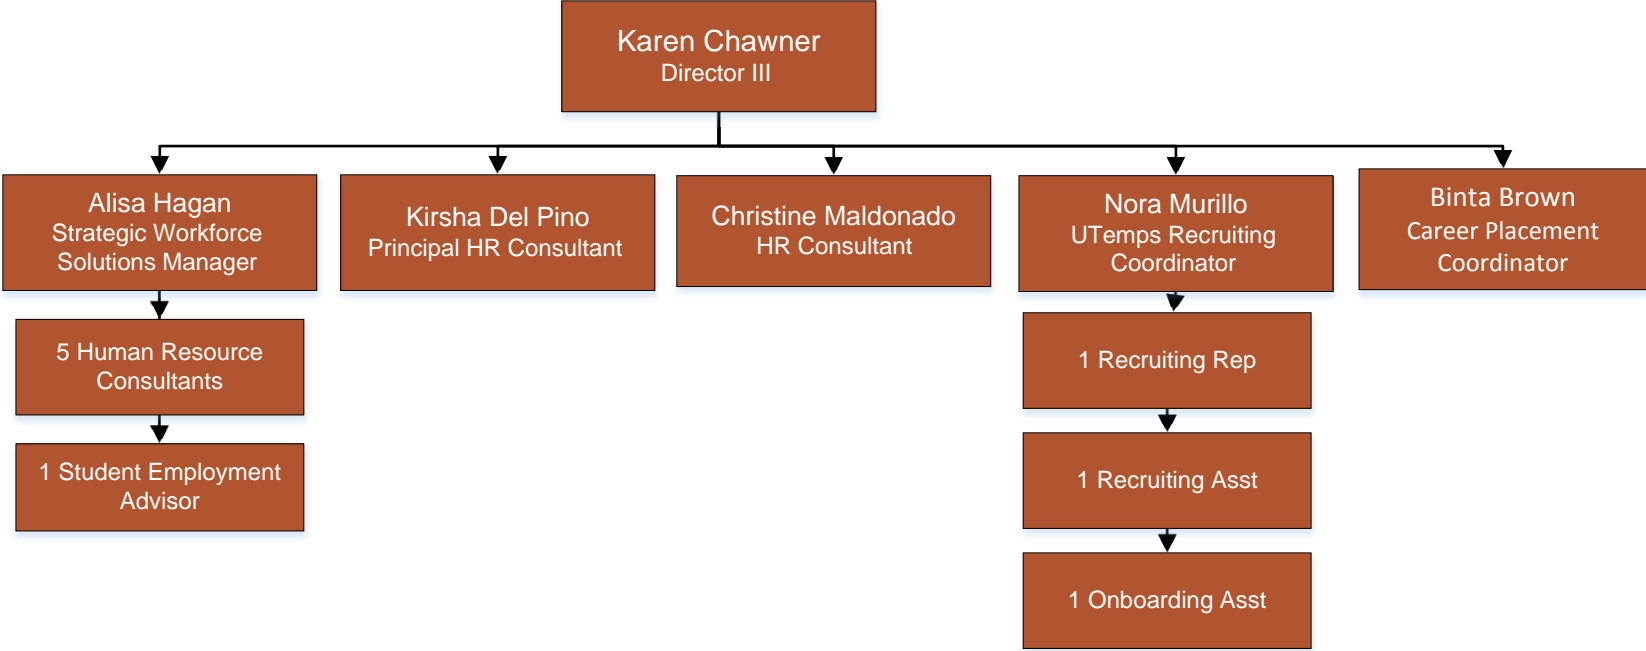 Karen Chawner
Director III
Alisa Hagan
Strategic Workforce
Solutions Manager
Kirsha Del Pino
Principal HR Consultant
Christine Maldonado
HR Consultant
Nora Murillo
UTemps Recruiting
Coordinator
Binta Brown
Career Placement
Coordinator
5 Human Resource
Consultants
1 Student Employment
Advisor
1 Recruiting Rep
1 Recruiting Asst
1 Onboarding Asst